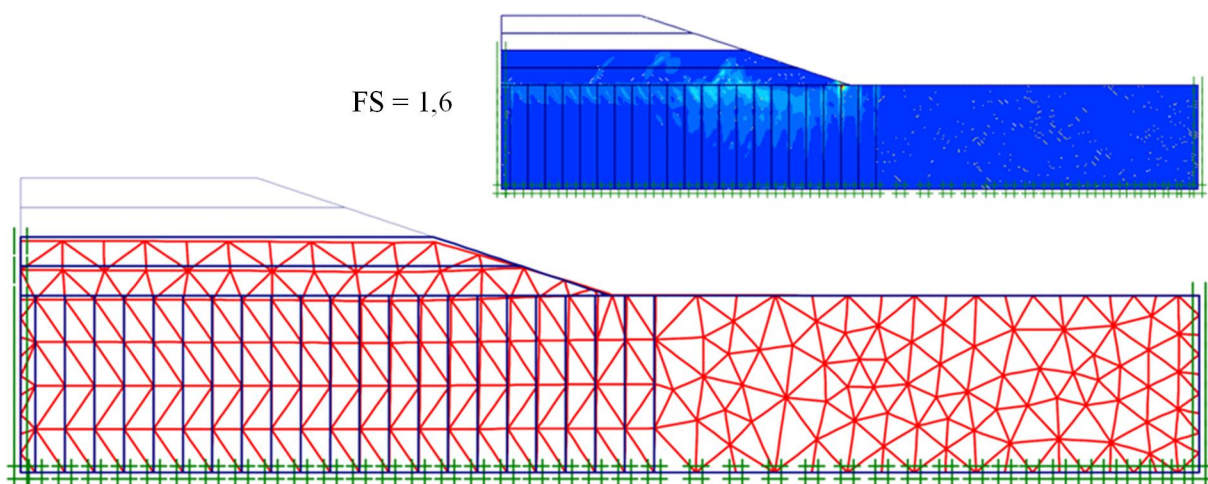 FS = 1,6